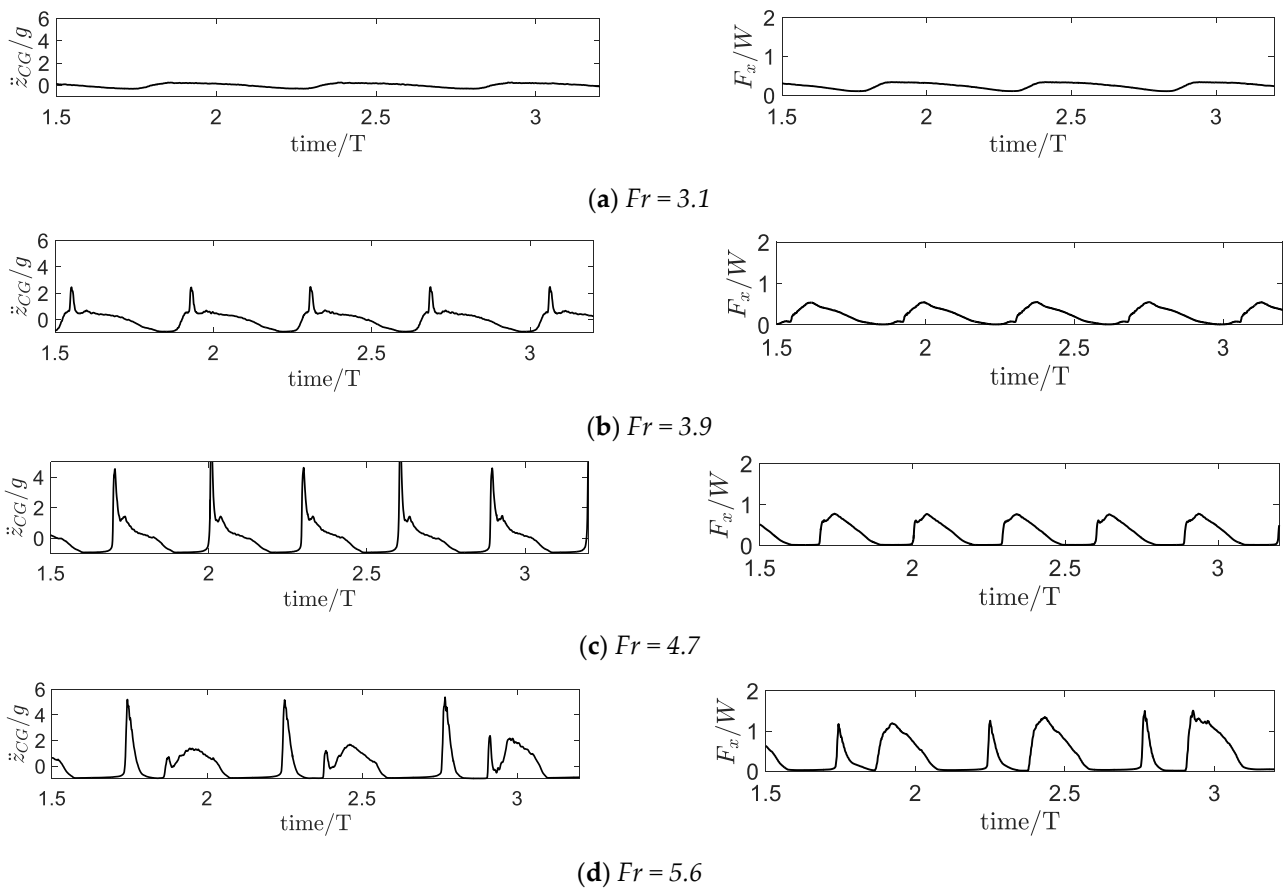 z̈CG/g
6
4
2
0
1.5 2 2.5 3
time/T
Fx/W
2
1
0
1.5 2 2.5 3
time/T
(a) Fr = 3.1
z̈CG/g
6
4
2
0
1.5 2 2.5 3
time/T
Fx/W
2
1
0
1.5 2 2.5 3
time/T
(b) Fr = 3.9
z̈CG/g
4
2
0
1.5 2 2.5 3
time/T
Fx/W
2
1
0
1.5 2 2.5 3
time/T
(c) Fr = 4.7
z̈CG/g
6
4
2
0
1.5 2 2.5 3
time/T
Fx/W
2
1
0
1.5 2 2.5 3
time/T
(d) Fr = 5.6